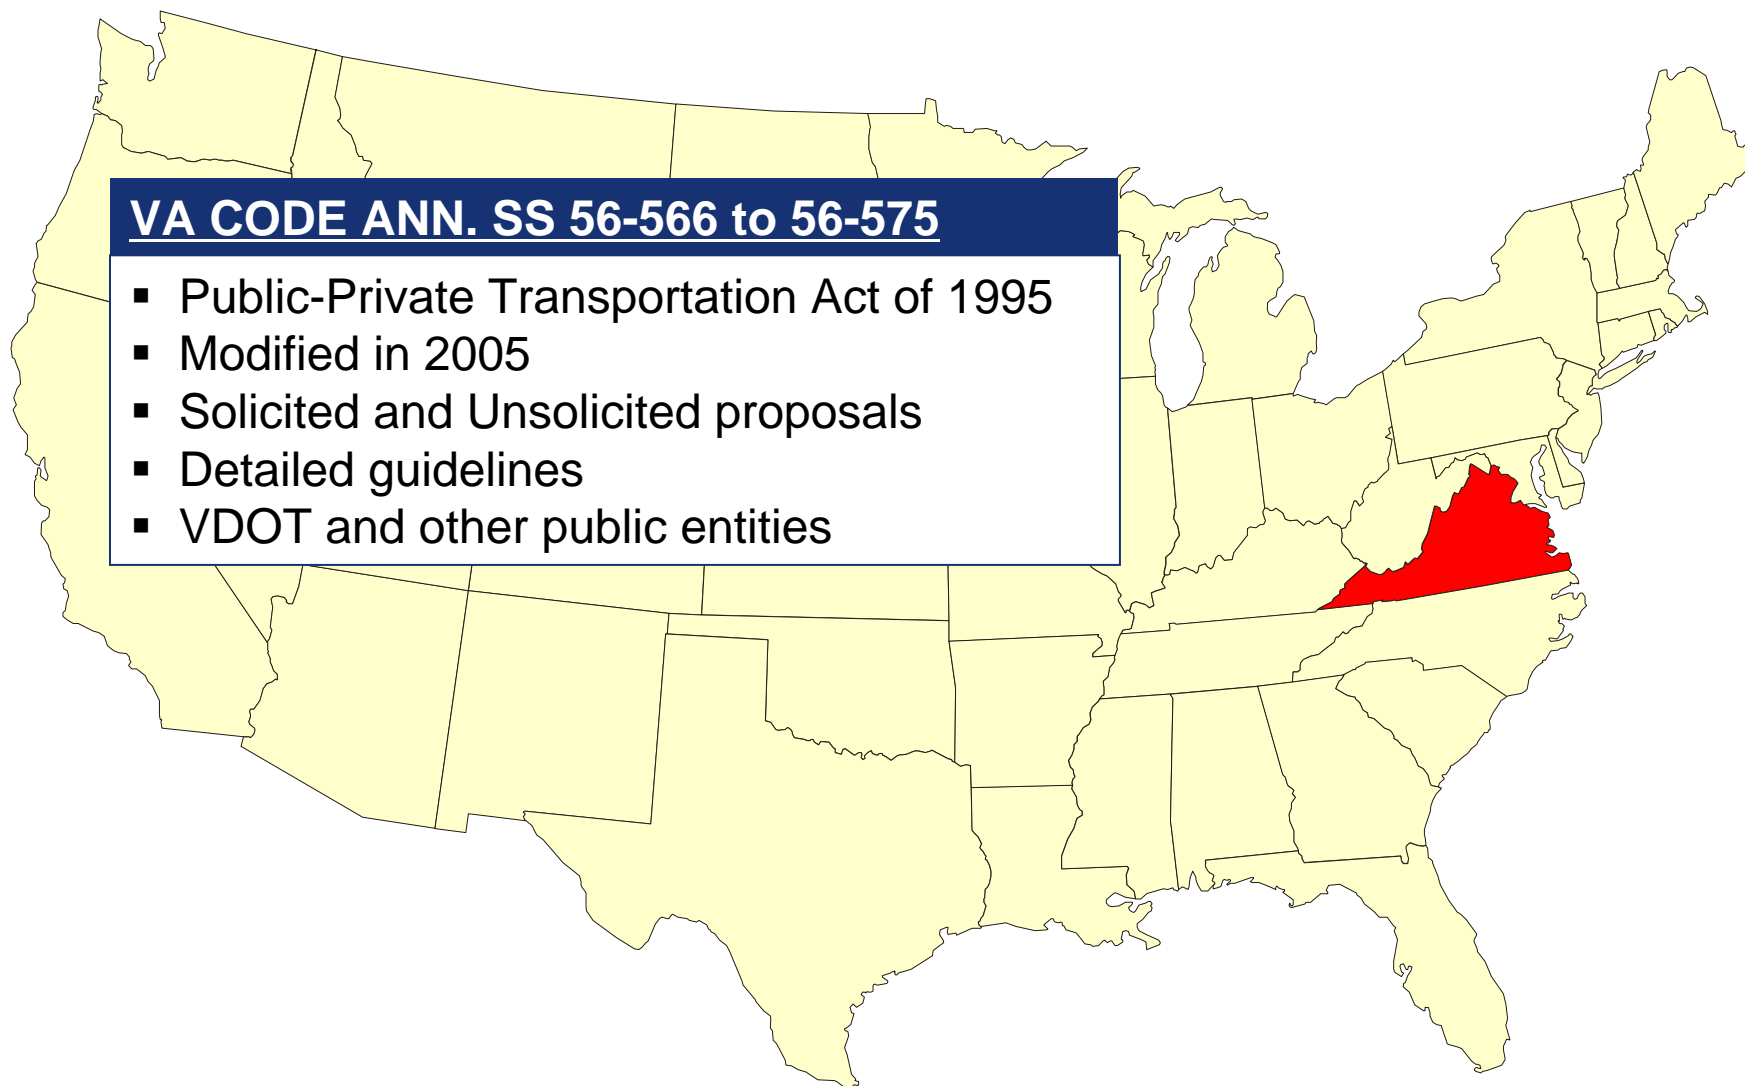 VA CODE ANN. SS 56-566 to 56-575
▪ Public-Private Transportation Act of 1995
▪ Modified in 2005
▪ Solicited and Unsolicited proposals
▪ Detailed guidelines
▪ VDOT and other public entities